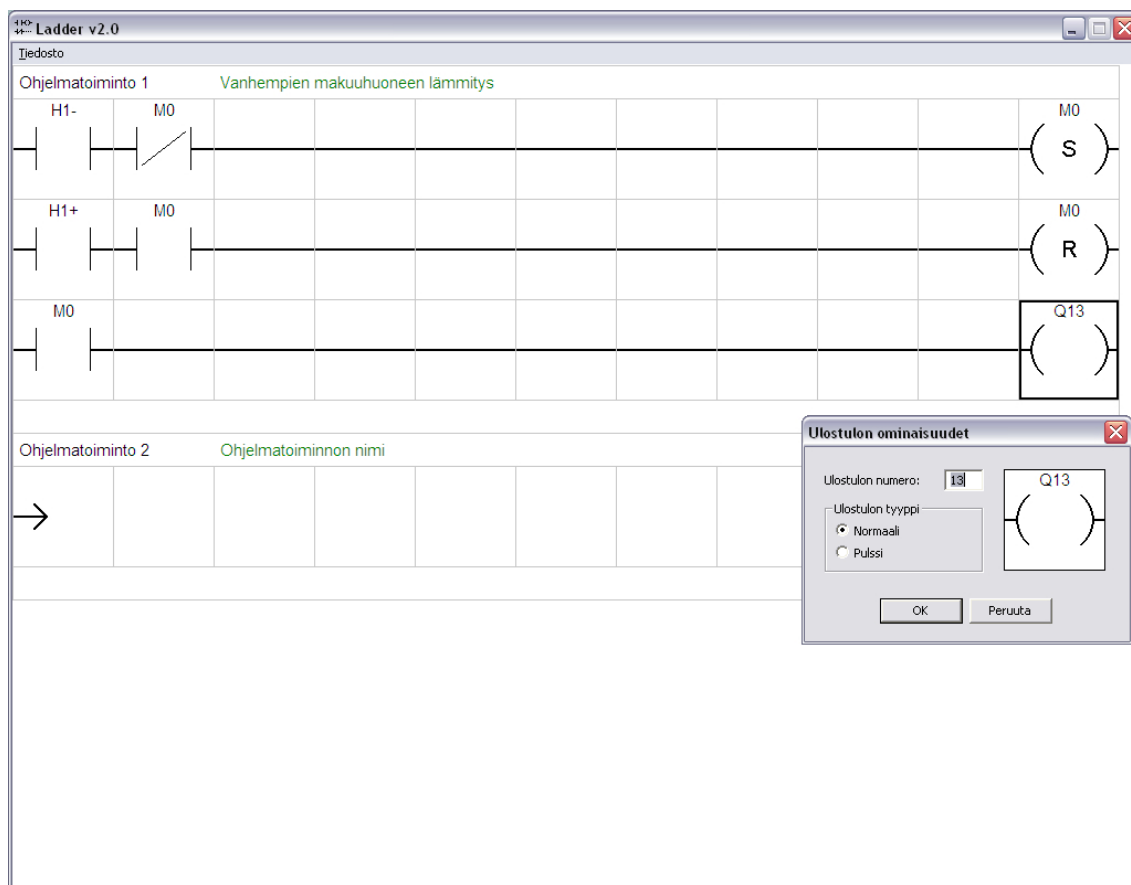 Ladder v2.0
Tiedosto
Ohjelmatoiminto 1 Vanhempien makuuhuoneen lämmitys
H1- M0 M0
S
H1+ M0 M0
R
M0 Q13
Ohjelmatoiminto 2 Ohjelmatoiminnon nimi
Ulostulon ominaisuudet
Ulostulon numero: 13 Q13
Ulostulon tyyppi
Normaali
Pulssi
OK Peruuta